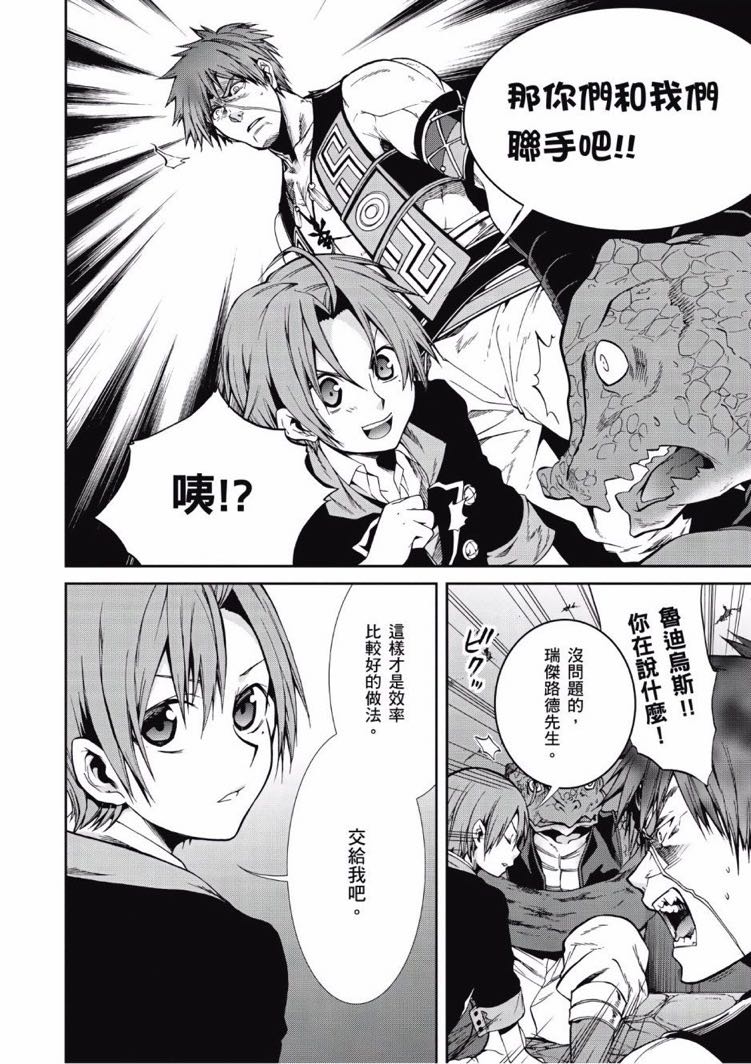 那你們和我們
聯手吧!!
咦!?
魯迪烏斯!!
你在說什麼!
沒問題的，
瑞傑路德先生。
ビクッ
這樣才是效率
比較好的做法。
交給我吧。